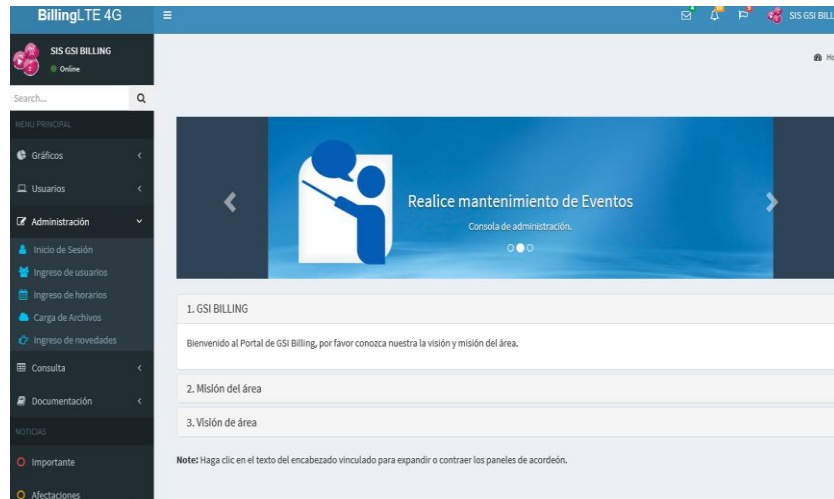 BillingLTE 4G
SIS GSI BILL
SIS GSI BILLING
Online
Search...
MENU PRINCIPAL
Gráficos
Usuarios
Administración
Inicio de Sesión
Ingreso de usuarios
Ingreso de horarios
Carga de Archivos
Ingreso de novedades
Consulta
Documentación
NOTICIAS
Importante
Afectaciones
Ho
Realice mantenimiento de Eventos
Consola de administración.
1. GSI BILLING
Bienvenido al Portal de GSI Billing, por favor conozca nuestra la visión y misión del área.
2. Misión del área
3. Visión de área
Note: Haga clic en el texto del encabezado vinculado para expandir o contraer los paneles de acordeón.